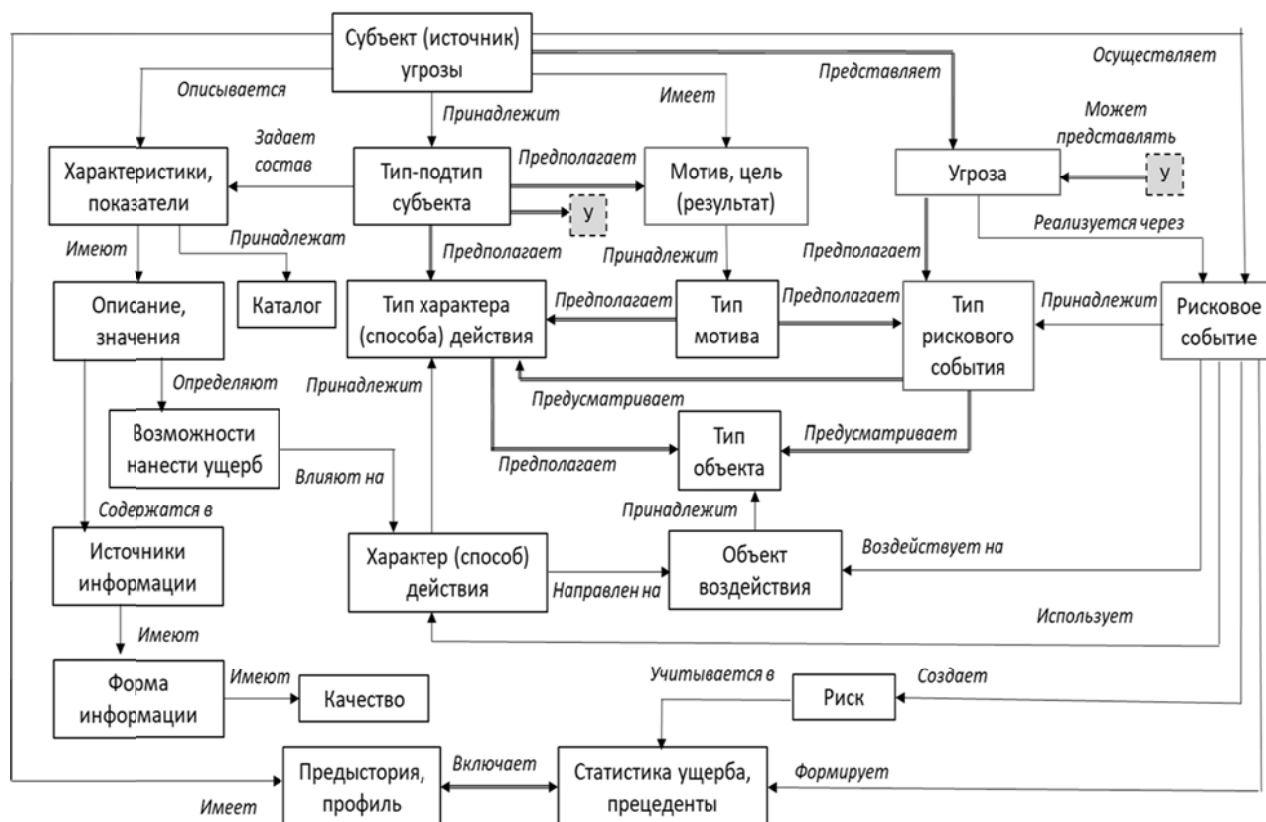 Субъект (источник)
угрозы
Осуществляет
Представляет
Описывается
Имеет
Принадлежит
Может
представлять
Задает
состав
Характеристики,
показатели
Тип-подтип
субъекта
Предполагает
Мотив, цель
(результат)
Угроза
У
У
Имеют
Принадлежат
Предполагает
Принадлежит
Предполагает
Реализуется через
Описание,
значения
Каталог
Тип характера
(способа) действия
Предполагает
Тип
мотива
Предполагает
Тип
рискового
события
Принадлежит
Рисковое
событие
Определяют
Принадлежит
Предусматривает
Возможности
нанести ущерб
Тип
объекта
Предусматривает
Влияют на
Предполагает
Содержатся в
Принадлежит
Источники
информации
Характер (способ)
действия
Направлен на
Объект
воздействия
Воздействует на
Использует
Имеют
Форма
информации
Имеют
Качество
Учитывается в
Риск
Создает
Предыстория,
профиль
Включает
Статистика ущерба,
прецеденты
Формирует
Имеет